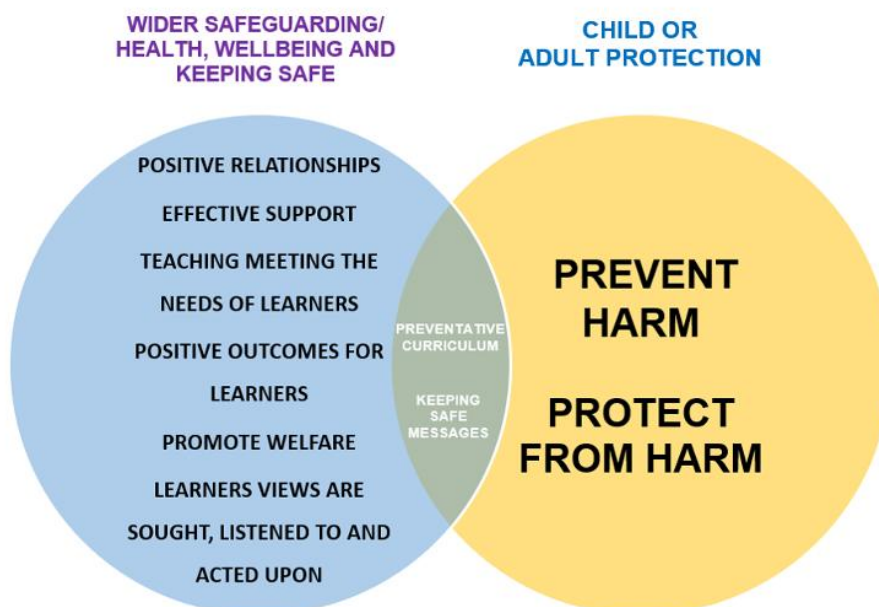 WIDER SAFEGUARDING/
HEALTH, WELLBEING AND
KEEPING SAFE
CHILD OR
ADULT PROTECTION
POSITIVE RELATIONSHIPS
EFFECTIVE SUPPORT
TEACHING MEETING THE
NEEDS OF LEARNERS
POSITIVE OUTCOMES FOR
LEARNERS
PROMOTE WELFARE
LEARNERS VIEWS ARE
SOUGHT, LISTENED TO AND
ACTED UPON
PREVENTATIVE
CURRICULUM
KEEPING
SAFE
MESSAGES
PREVENT
HARM
PROTECT
FROM HARM